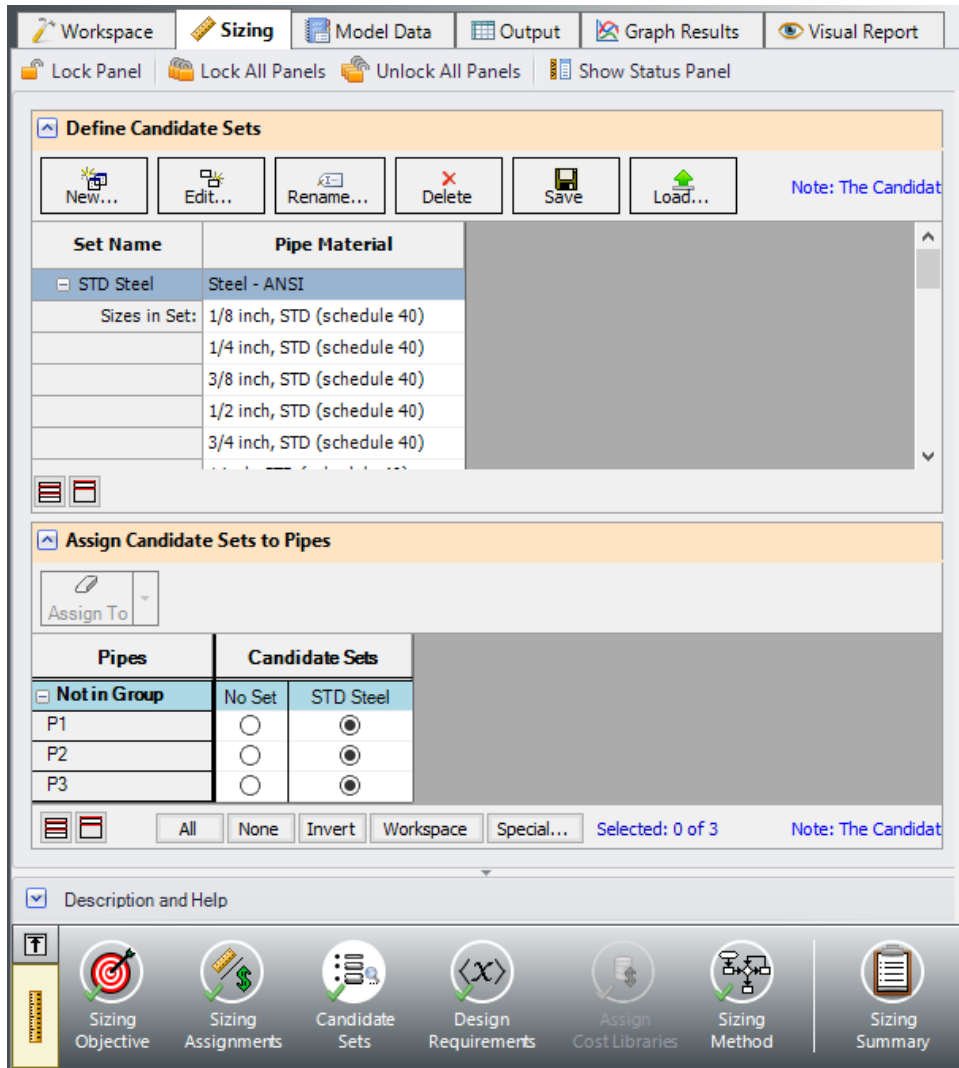 Workspace Sizing Model Data Output Graph Results Visual Report
Lock Panel Lock All Panels Unlock All Panels Show Status Panel
Define Candidate Sets
New... Edit... Rename... Delete Save Load... Note: The Candidat
Set Name Pipe Material
STD Steel Steel - ANSI
Sizes in Set: 1/8 inch, STD (schedule 40)
1/4 inch, STD (schedule 40)
3/8 inch, STD (schedule 40)
1/2 inch, STD (schedule 40)
3/4 inch, STD (schedule 40)
Assign Candidate Sets to Pipes
Assign To
Pipes Candidate Sets
Not in Group No Set STD Steel
P1
P2
P3
All None Invert Workspace Special... Selected: 0 of 3 Note: The Candidat
Description and Help
Sizing Sizing Candidate Design Assign Sizing Sizing
Objective Assignments Sets Requirements Cost Libraries Method Summary